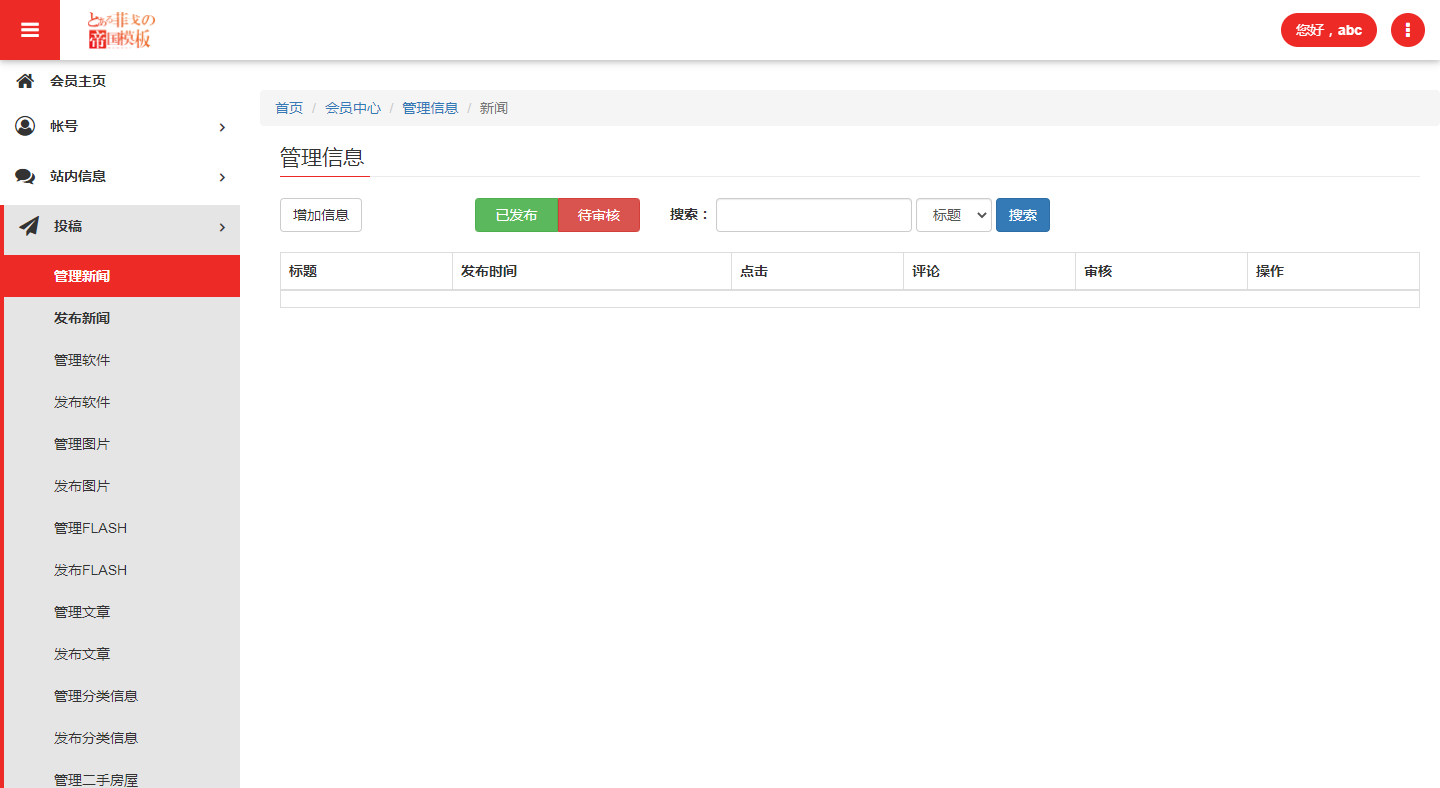 とある菲戈の
帝国模板
您好，abc
会员主页
帐号
站内信息
投稿
管理新闻
发布新闻
管理软件
发布软件
管理图片
发布图片
管理FLASH
发布FLASH
管理文章
发布文章
管理分类信息
发布分类信息
管理二手房屋
首页 / 会员中心 / 管理信息 / 新闻
管理信息
增加信息 已发布 待审核 搜索： 标题 搜索
标题 发布时间 点击 评论 审核 操作